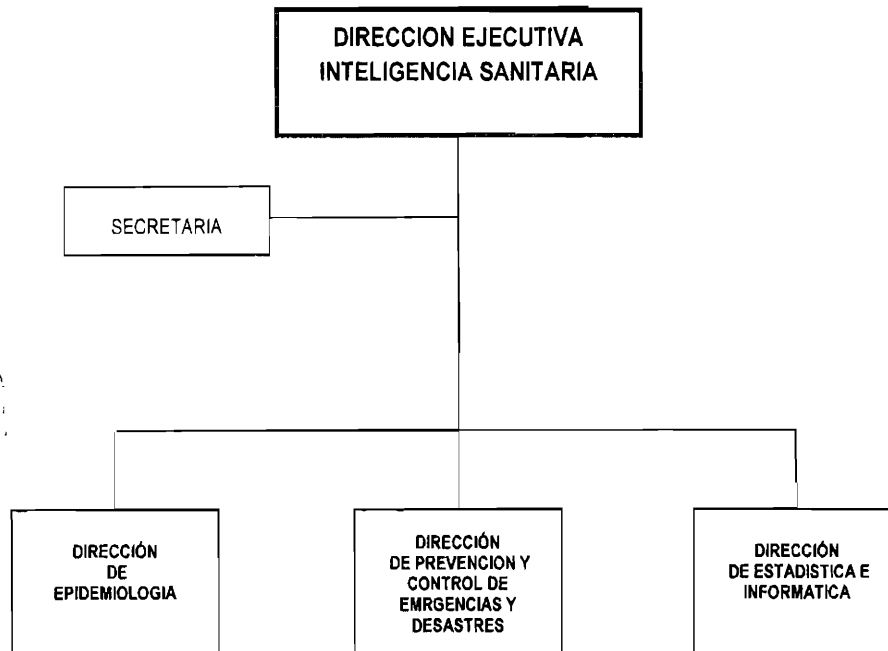 DIRECCION EJECUTIVA
INTELIGENCIA SANITARIA
SECRETARIA
DIRECCIÓN
DE
EPIDEMIOLOGIA
DIRECCIÓN
DE PREVENCION Y
CONTROL DE
EMRGENCIAS Y
DESASTRES
DIRECCIÓN
DE ESTADISTICA E
INFORMATICA